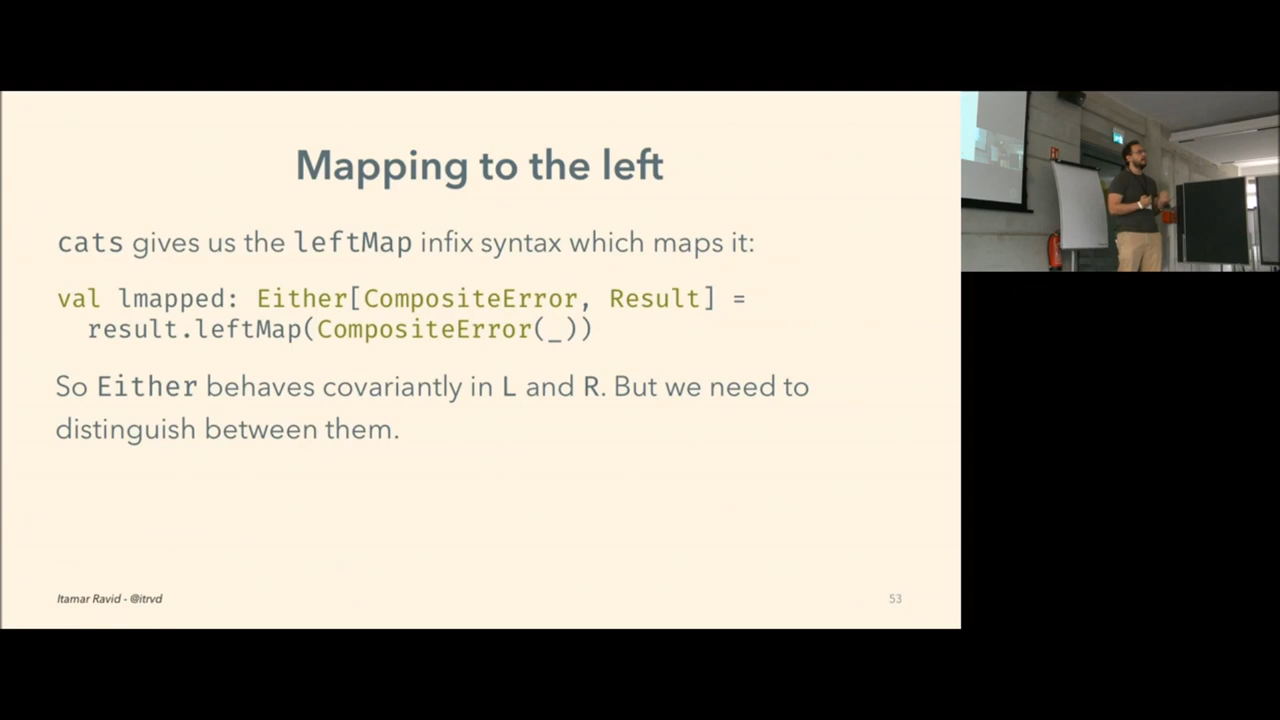 Mapping to the left
cats gives us the leftMap infix syntax which maps it:
val lmapped: Either[CompositeError, Result] =
result.leftMap(CompositeError(_))
So Either behaves covariantly in L and R. But we need to
distinguish between them.
Itamar Ravid - @itrvd
53